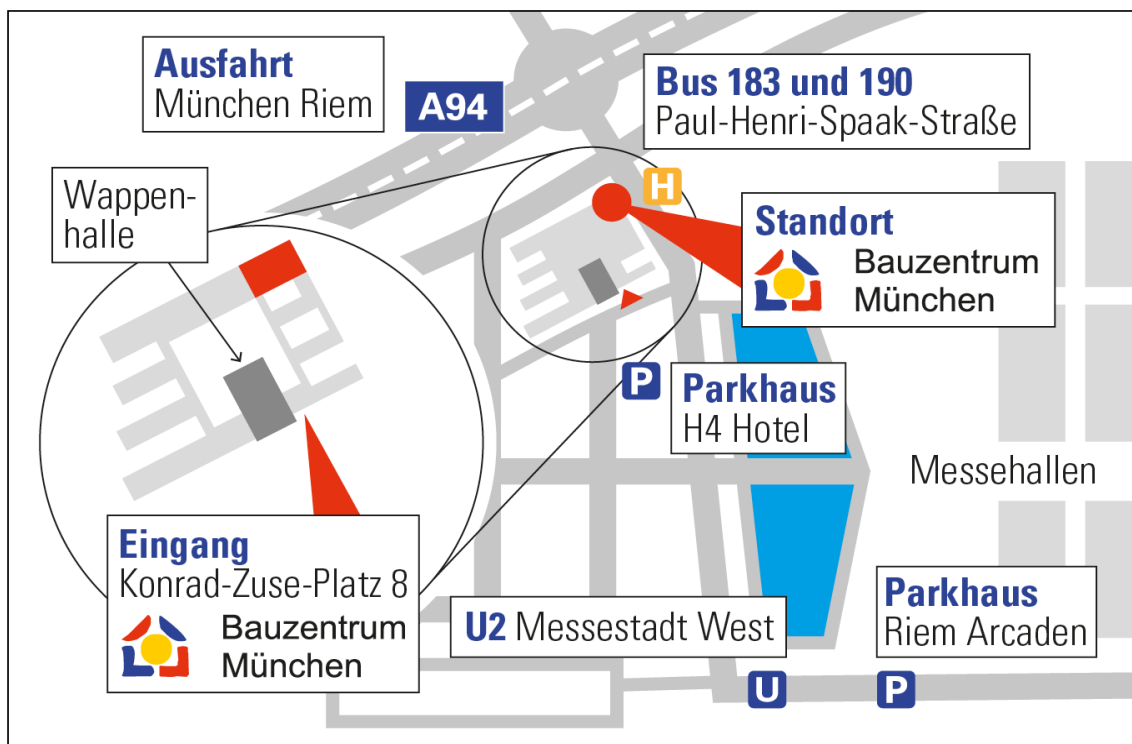 Ausfahrt
München Riem
A94
Bus 183 und 190
Paul-Henri-Spaak-Straße
H
Wappen-
halle
Standort
Bauzentrum
München
P
Parkhaus
H4 Hotel
Messehallen
Eingang
Konrad-Zuse-Platz 8
Bauzentrum
München
U2 Messestadt West
Parkhaus
Riem Arcaden
U
P